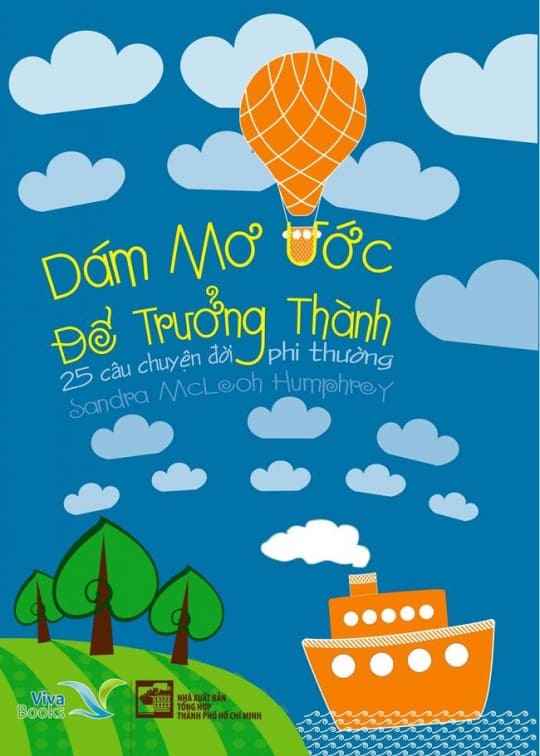 Dám Mơ Ước
Để Trưởng Thành
25 câu chuyện đời phi thường
Sandra McLeoh Humphrey
Viva
Books
NHÀ XUẤT BẢN
TỔNG HỢP
THÀNH PHỐ HỒ CHÍ MINH